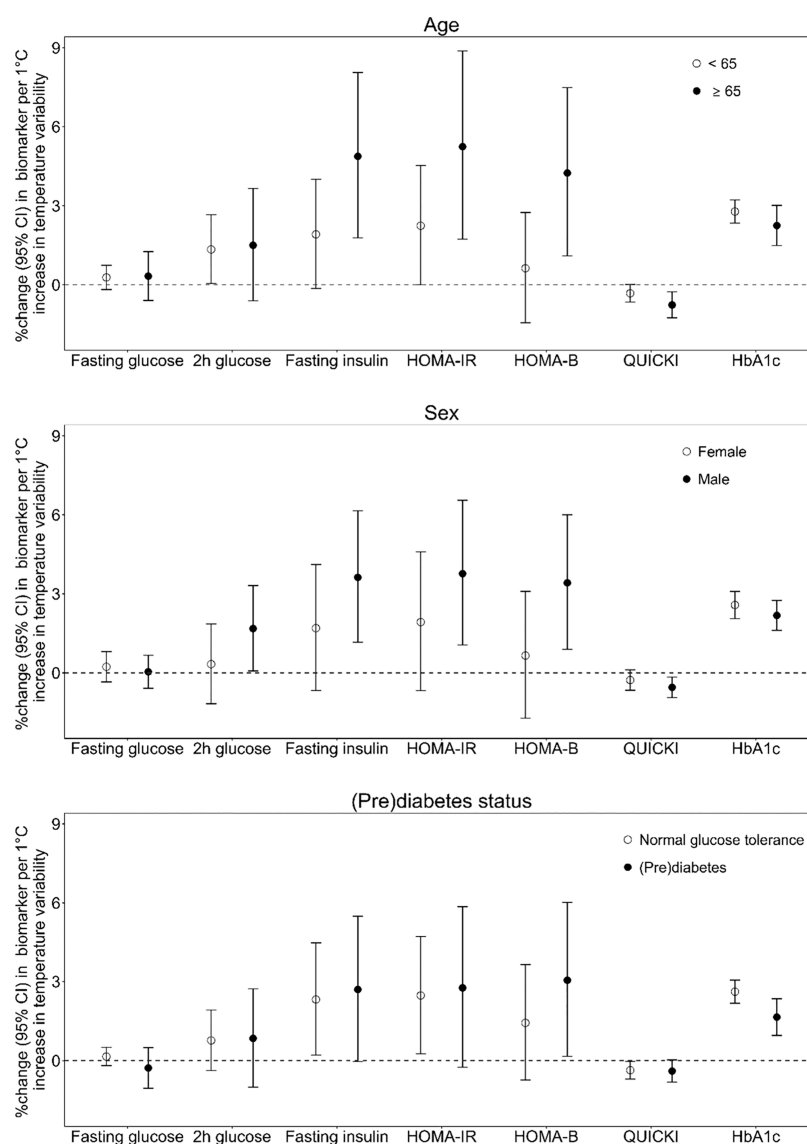 Age
%change (95% CI) in biomarker per 1°C
increase in temperature variability
9
6
3
0
< 65
≥ 65
Fasting glucose 2h glucose Fasting insulin HOMA-IR HOMA-B QUICKI HbA1c
Sex
%change (95% CI) in biomarker per 1°C
increase in temperature variability
9
6
3
0
Female
Male
Fasting glucose 2h glucose Fasting insulin HOMA-IR HOMA-B QUICKI HbA1c
(Pre)diabetes status
%change (95% CI) in biomarker per 1°C
increase in temperature variability
9
6
3
0
Normal glucose tolerance
(Pre)diabetes
Fasting glucose 2h glucose Fasting insulin HOMA-IR HOMA-B QUICKI HbA1c